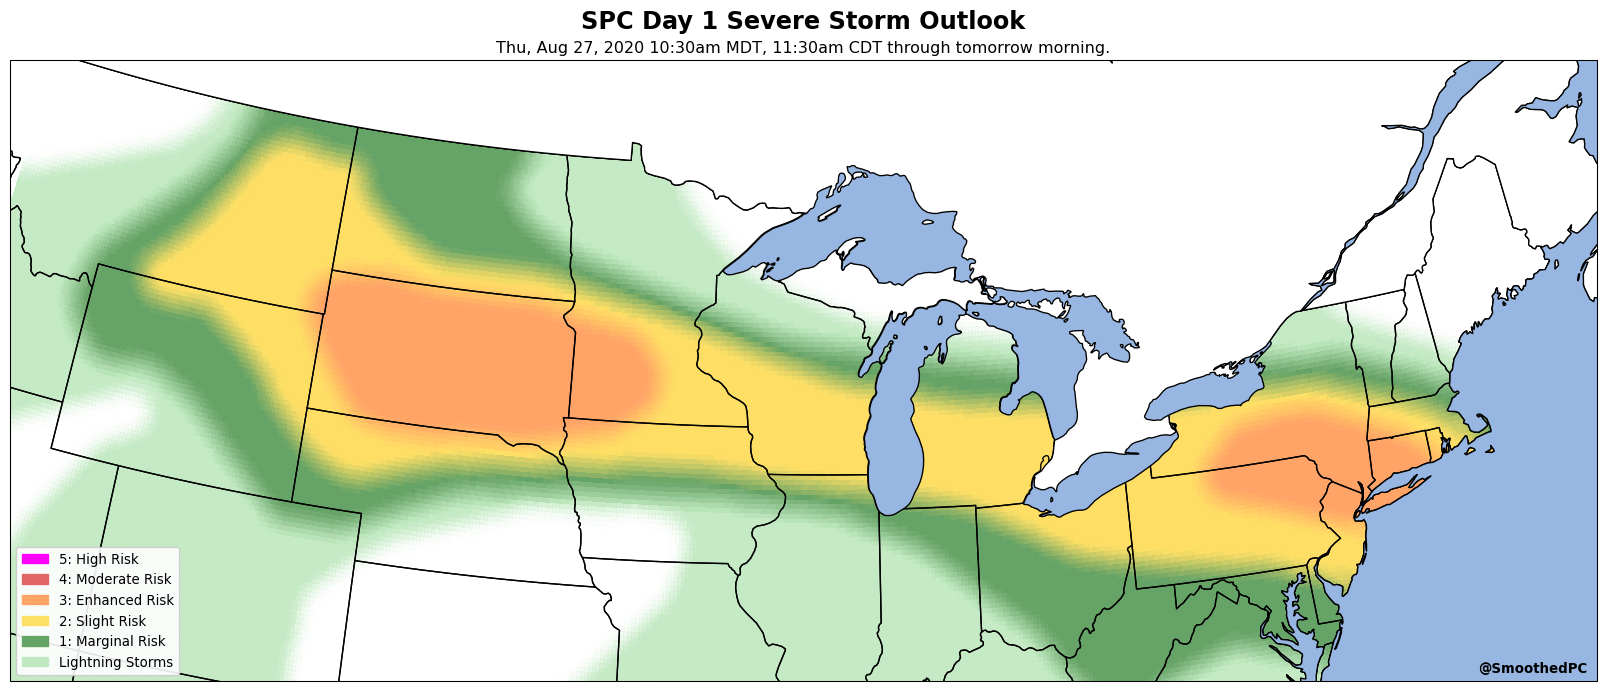 SPC Day 1 Severe Storm Outlook
Thu, Aug 27, 2020 10:30am MDT, 11:30am CDT through tomorrow morning.
5: High Risk
4: Moderate Risk
3: Enhanced Risk
2: Slight Risk
1: Marginal Risk
Lightning Storms
@SmoothedPC